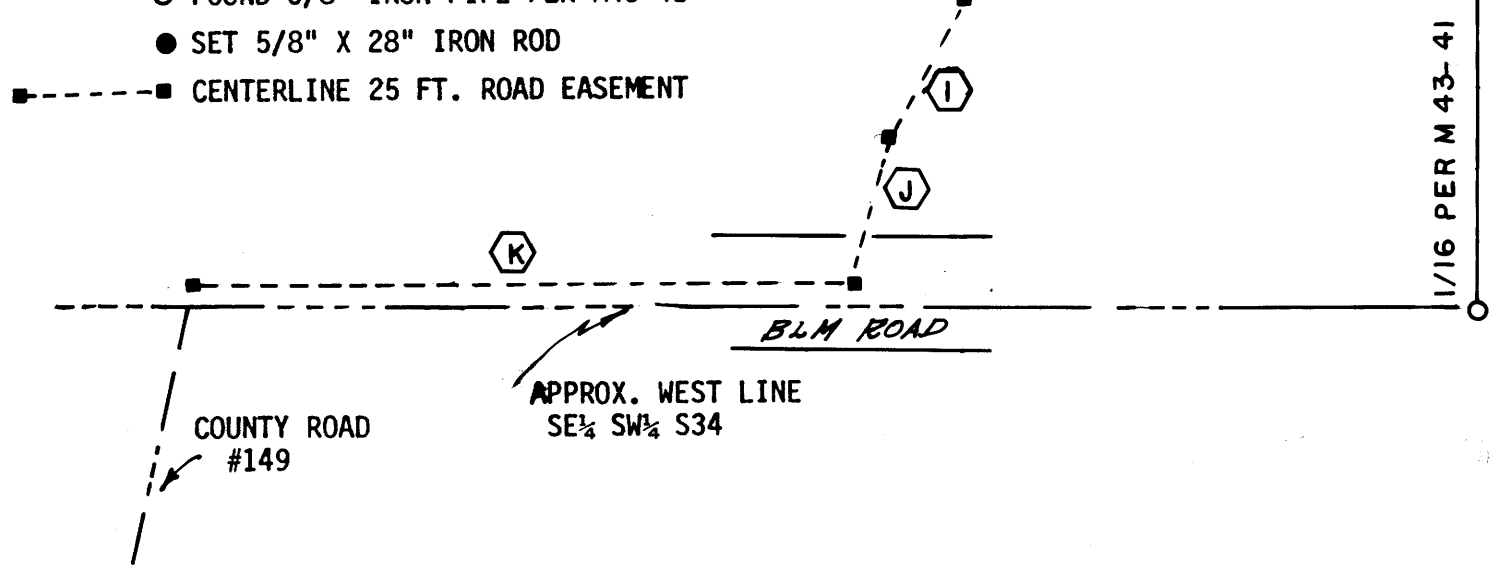 SET 5/8" X 28" IRON ROD
CENTERLINE 25 FT. ROAD EASEMENT
I
J
K
1/16 PER M 43-41
BLM ROAD
APPROX. WEST LINE
SE¼ SW¼ S34
COUNTY ROAD
#149